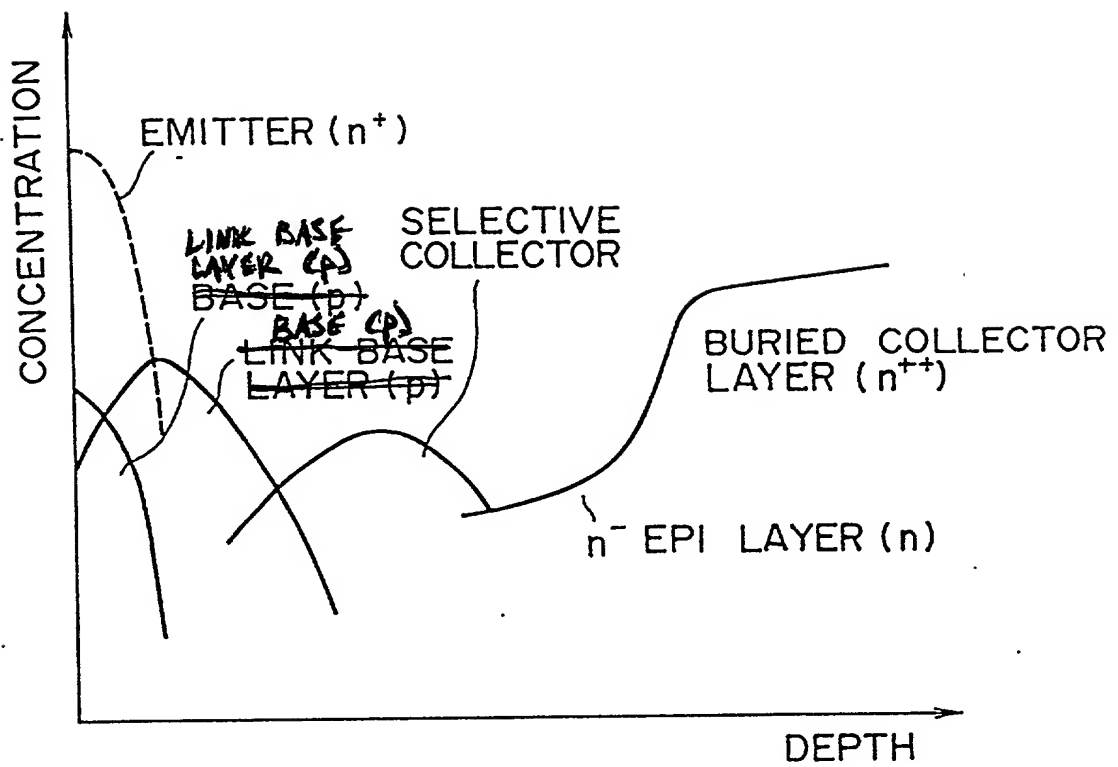 CONCENTRATION
EMITTER (n⁺)
LINK BASE
LAYER (p)
BASE (p)
BASE (p)
LINK BASE
LAYER (p)
SELECTIVE
COLLECTOR
BURIED COLLECTOR
LAYER (n⁺⁺)
n⁻ EPI LAYER (n)
DEPTH